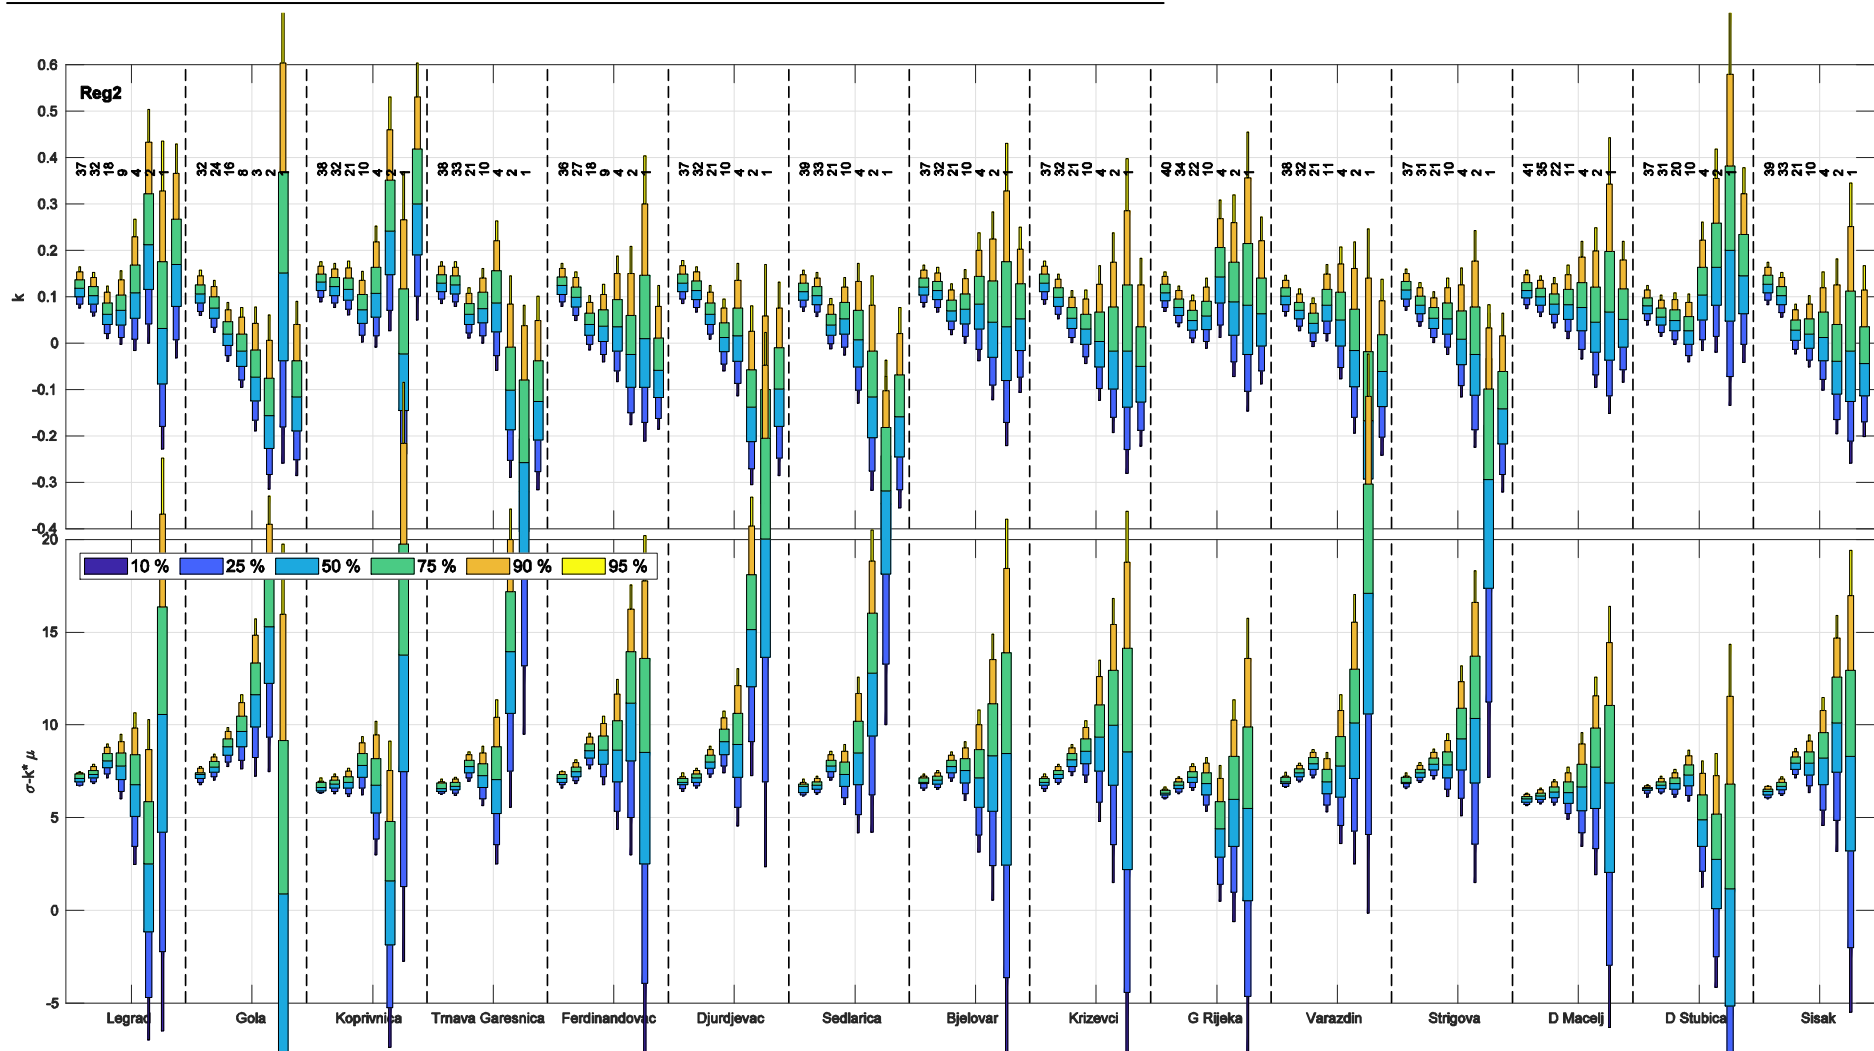 0.6
Reg2
0.5
0.4
37 32 18 9 4 2 1
32 24 16 8 3 2 1
38 32 21 10 4 2 1
38 33 21 10 4 2 1
36 27 18 9 4 2 1
37 32 21 10 4 2 1
39 33 21 10 4 2 1
37 32 21 10 4 2 1
37 32 21 10 4 2 1
40 34 22 10 4 2 1
38 32 21 11 4 2 1
37 31 21 10 4 2 1
41 35 22 11 4 2 1
37 31 20 10 4 2 1
39 33 21 10 4 2 1
0.3
0.2
0.1
k
0
-0.1
-0.2
-0.3
-0.4
20
10 % 25 % 50 % 75 % 90 % 95 %
15
10
σ-k* μ
5
0
-5
Legrad Gola Koprivnica Trnava Garesnica Ferdinandovac Djurdjevac Sedlarica Bjelovar Krizevci G Rijeka Varazdin Strigova D Macelj D Stubica Sisak